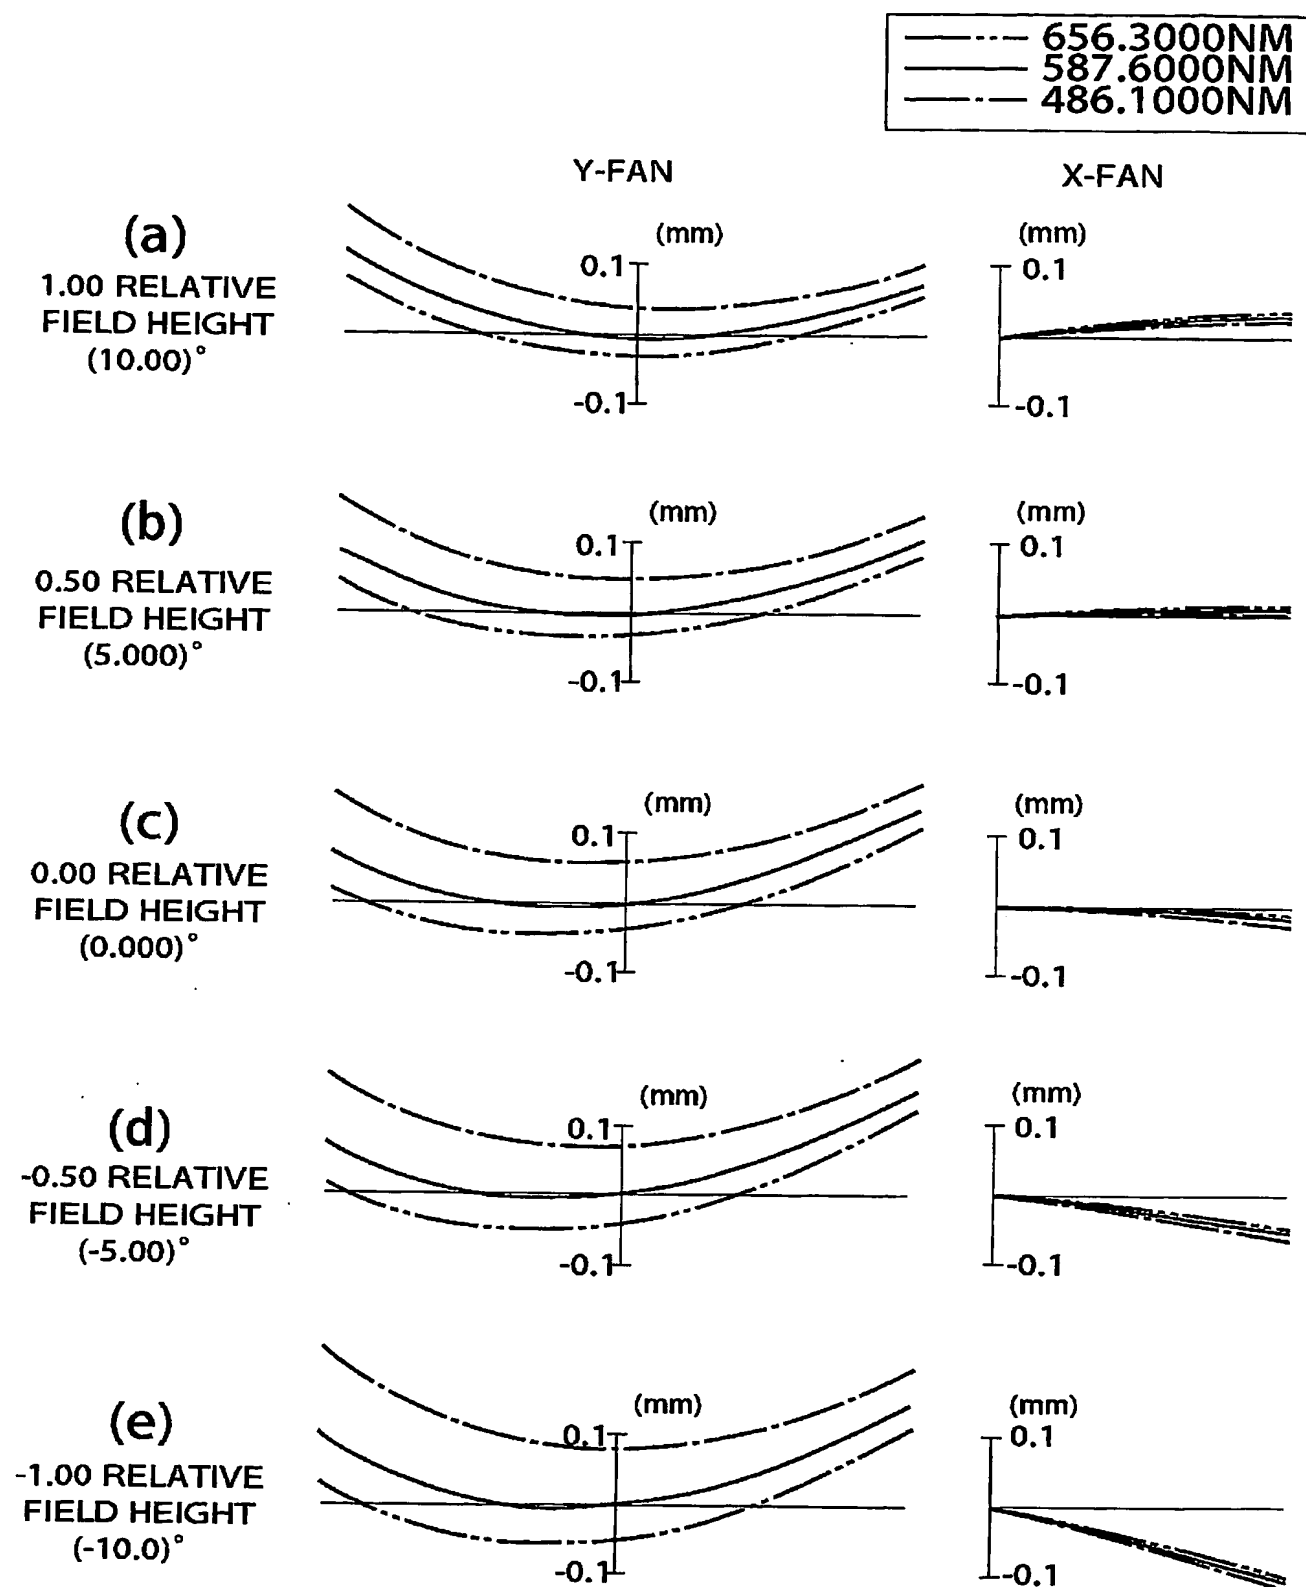 656.3000NM
587.6000NM
486.1000NM
Y-FAN
X-FAN
(a)
1.00 RELATIVE
FIELD HEIGHT
(10.00)°
(mm)
0.1
-0.1
(mm)
0.1
-0.1
(b)
0.50 RELATIVE
FIELD HEIGHT
(5.000)°
(mm)
0.1
-0.1
(mm)
0.1
-0.1
(c)
0.00 RELATIVE
FIELD HEIGHT
(0.000)°
(mm)
0.1
-0.1
(mm)
0.1
-0.1
(d)
-0.50 RELATIVE
FIELD HEIGHT
(-5.00)°
(mm)
0.1
-0.1
(mm)
0.1
-0.1
(e)
-1.00 RELATIVE
FIELD HEIGHT
(-10.0)°
(mm)
0.1
-0.1
(mm)
0.1
-0.1